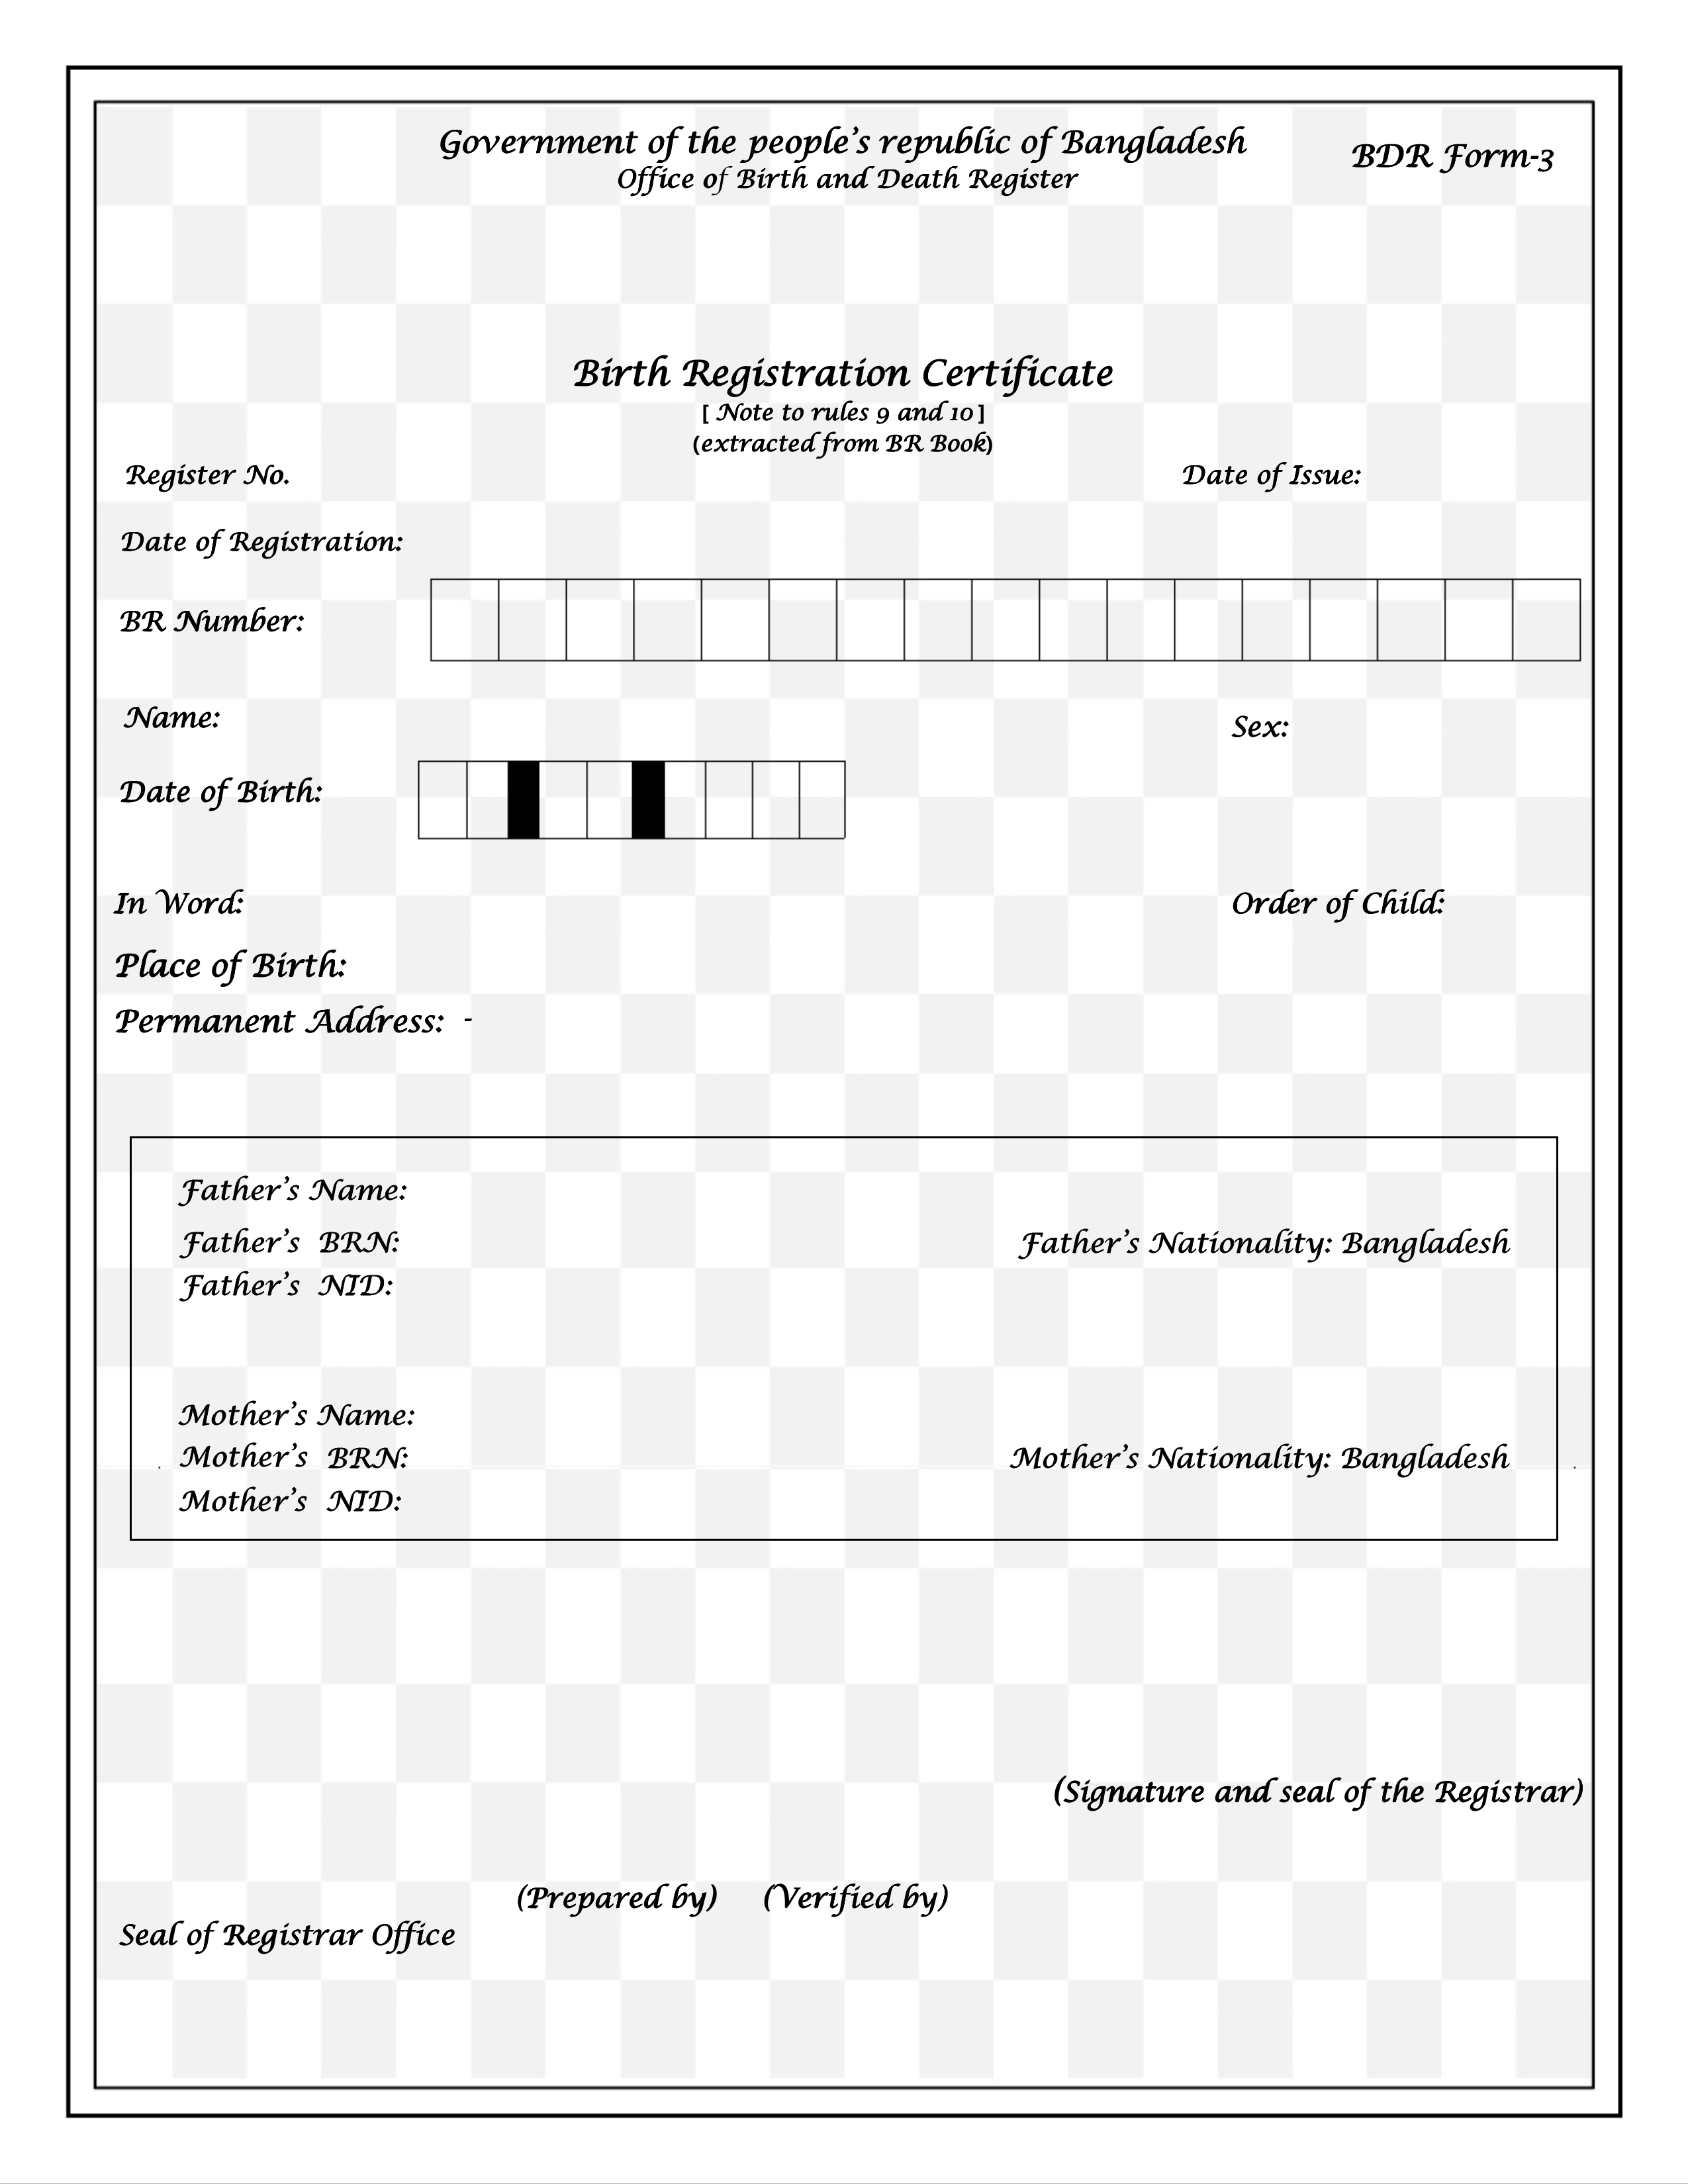 Government of the people's republic of Bangladesh
BDR Form-3
Office of Birth and Death Register
Birth Registration Certificate
[ Note to rules 9 and 10 ]
(extracted from BR Book)
Register No.
Date of Issue:
Date of Registration:
BR Number:
Name:
Sex:
Date of Birth:
In Word:
Order of Child:
Place of Birth:
Permanent Address: -
Father's Name:
Father's BRN:
Father's Nationality: Bangladesh
Father's NID:
Mother's Name:
Mother's BRN:
Mother's Nationality: Bangladesh
Mother's NID:
(Signature and seal of the Registrar)
(Prepared by) (Verified by)
Seal of Registrar Office